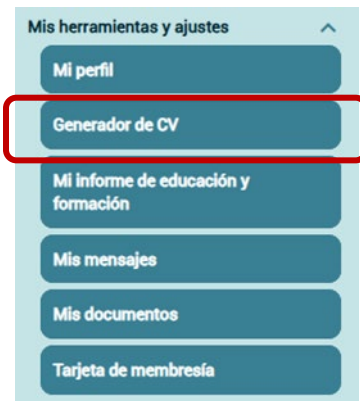 Mis herramientas y ajustes
Mi perfil
Generador de CV
Mi informe de educación y
formación
Mis mensajes
Mis documentos
Tarjeta de membresía